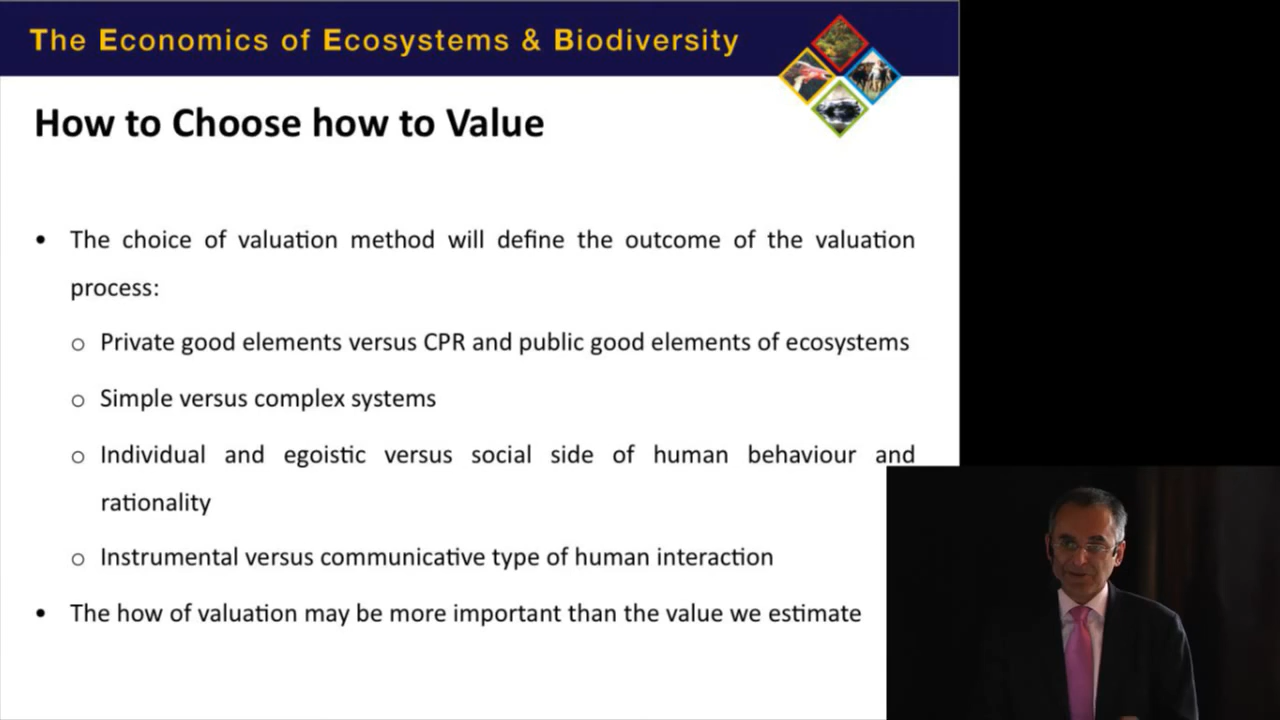 The Economics of Ecosystems & Biodiversity
How to Choose how to Value
• The choice of valuation method will define the outcome of the valuation
process:
o Private good elements versus CPR and public good elements of ecosystems
o Simple versus complex systems
o Individual and egoistic versus social side of human behaviour and
rationality
o Instrumental versus communicative type of human interaction
• The how of valuation may be more important than the value we estimate